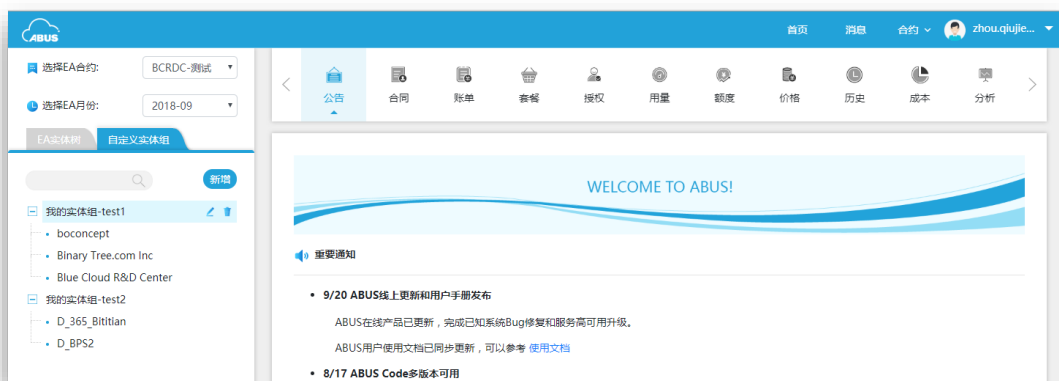 ABUS
首页 消息 合约 zhou.qiujie...
选择EA合约: BCRDC-测试
选择EA月份: 2018-09
EA实体树 自定义实体组
新增
我的实体组-test1
boconcept
Binary Tree.com Inc
Blue Cloud R&D Center
我的实体组-test2
D_365_Bititian
D_BPS2
公告 合同 账单 套餐 授权 用量 额度 价格 历史 成本 分析
WELCOME TO ABUS!
重要通知
9/20 ABUS线上更新和用户手册发布
ABUS在线产品已更新，完成已知系统Bug修复和服务高可用升级。
ABUS用户使用文档已同步更新，可以参考 使用文档
8/17 ABUS Code多版本可用